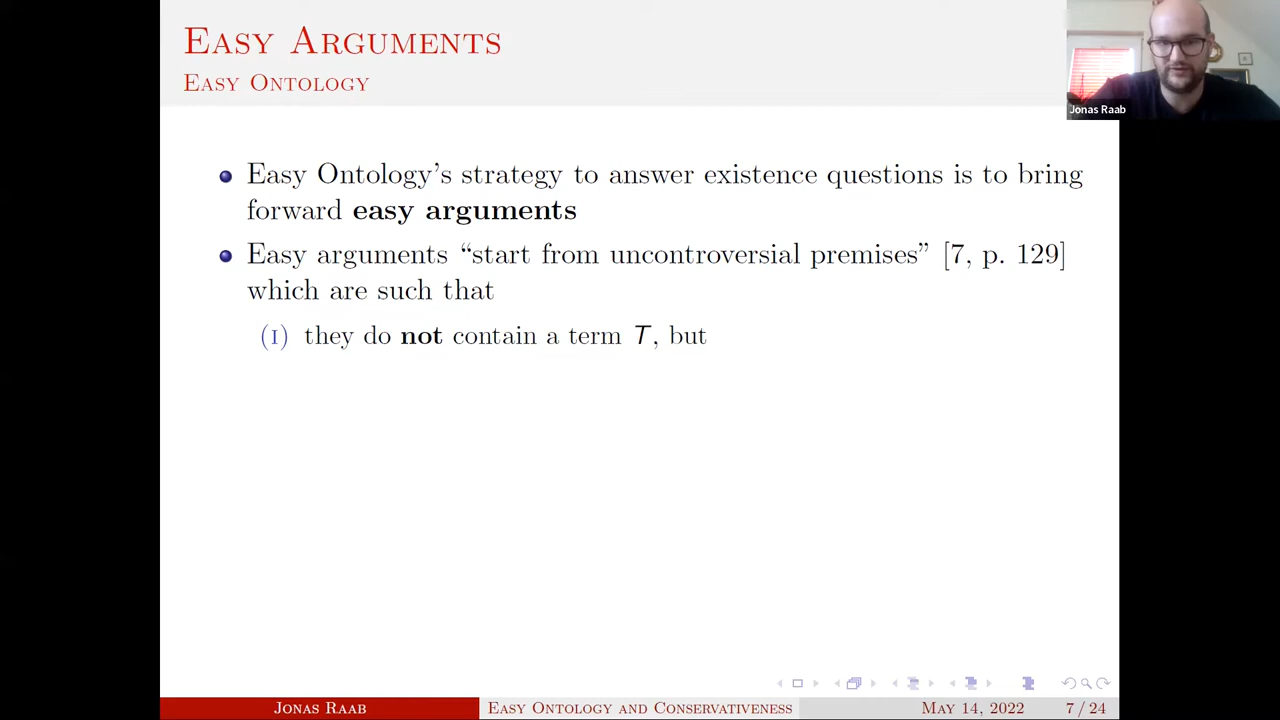 Easy Arguments
Easy Ontology
Jonas Raab
Easy Ontology's strategy to answer existence questions is to bring
forward easy arguments
Easy arguments “start from uncontroversial premises” [7, p. 129]
which are such that
(i) they do not contain a term T, but
Jonas Raab
Easy Ontology and Conservativeness
May 14, 2022
7 / 24